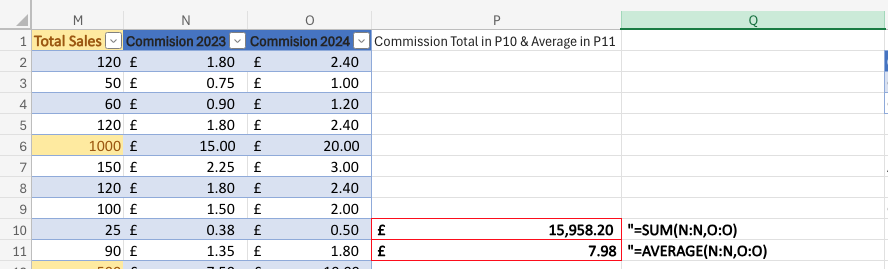 M N O P Q
1 Total Sales Commision 2023 Commision 2024 Commission Total in P10 & Average in P11
2 120 £ 1.80 £ 2.40
3 50 £ 0.75 £ 1.00
4 60 £ 0.90 £ 1.20
5 120 £ 1.80 £ 2.40
6 1000 £ 15.00 £ 20.00
7 150 £ 2.25 £ 3.00
8 120 £ 1.80 £ 2.40
9 100 £ 1.50 £ 2.00
10 25 £ 0.38 £ 0.50 £ 15,958.20 "=SUM(N:N,O:O)
11 90 £ 1.35 £ 1.80 £ 7.98 "=AVERAGE(N:N,O:O)